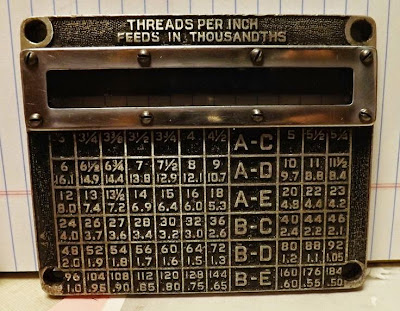 THREADS PER INCH
FEEDS IN THOUSANDTHS
3 3¼ 3⅜ 3½ 3¾ 4 4½ A-C 5 5½ 5¾
6 6½ 6¾ 7 7½ 8 9 A-D 10 11 11½
16.1 14.9 14.4 13.8 12.9 12.1 10.7 9.7 8.8 8.4
12 13 13½ 14 15 16 18 A-E 20 22 23
8.0 7.4 7.2 6.9 6.4 6.0 5.3 4.8 4.4 4.2
24 26 27 28 30 32 36 B-C 40 44 46
4.0 3.7 3.6 3.4 3.2 3.0 2.6 2.4 2.2 2.1
48 52 54 56 60 64 72 B-D 80 88 92
2.0 1.9 1.8 1.7 1.6 1.5 1.3 1.2 1.1 1.05
96 104 108 112 120 128 144 B-E 160 176 184
1.0 .95 .90 .85 .80 .75 .65 .60 .55 .50